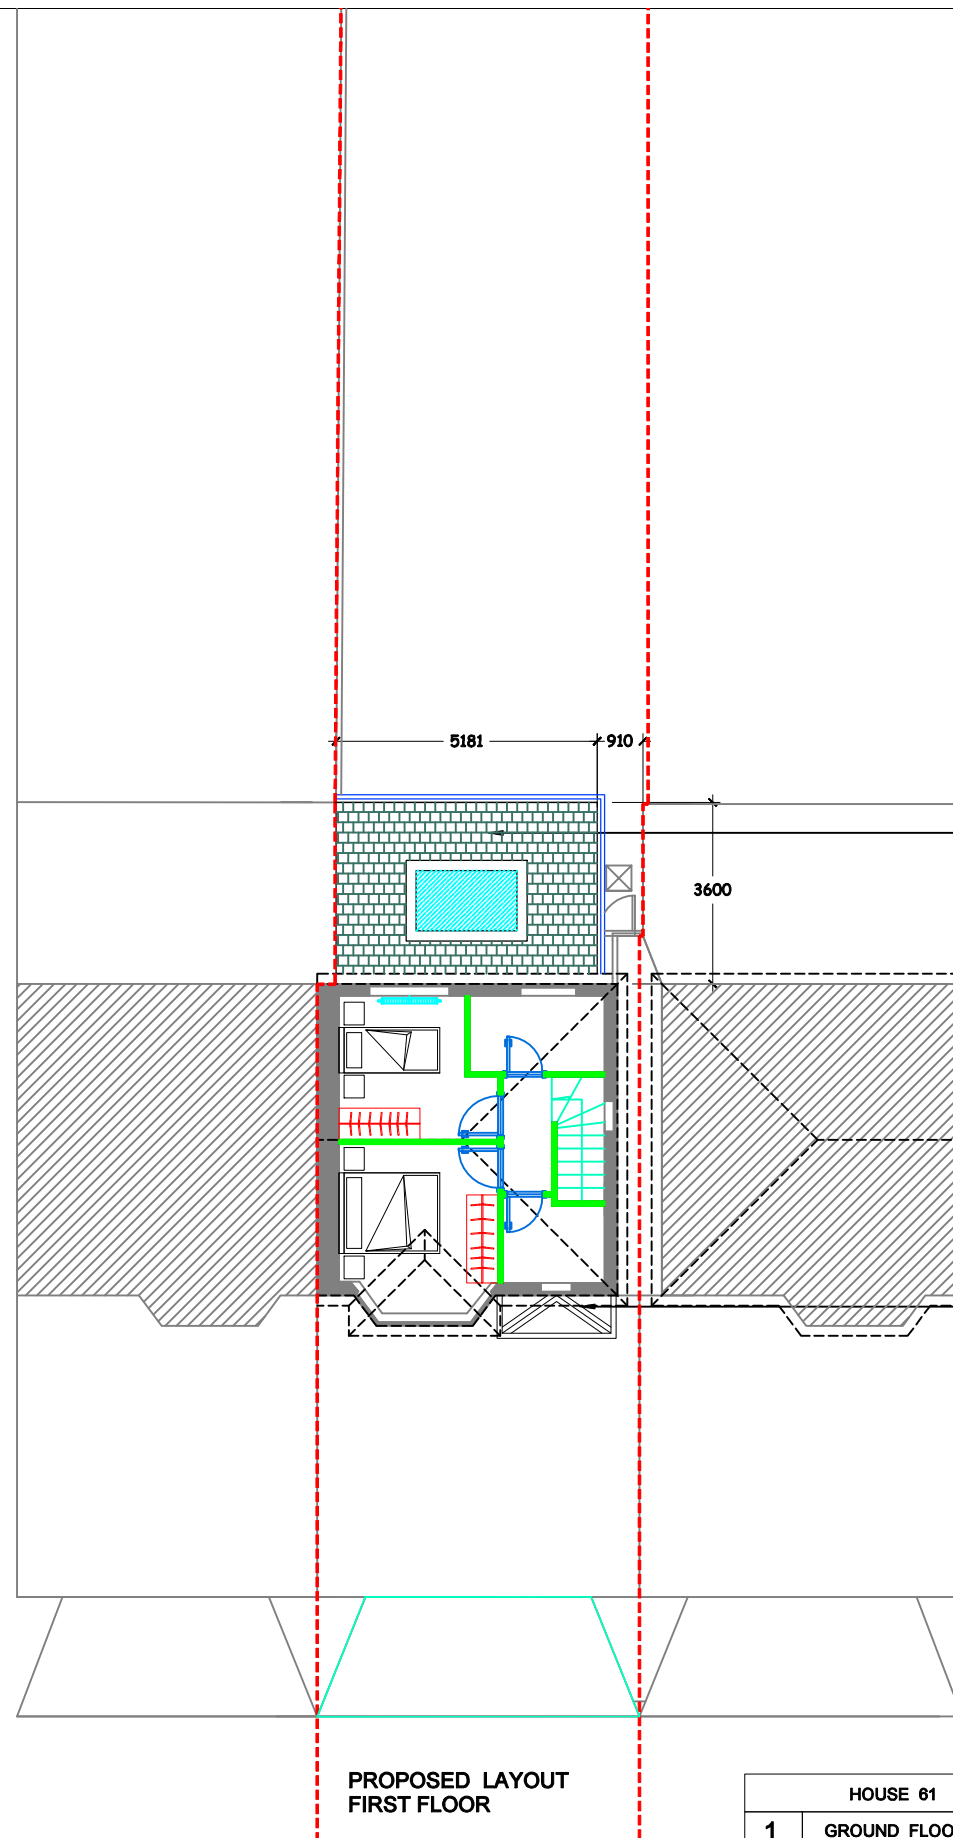 5181
910
3600
PROPOSED LAYOUT
FIRST FLOOR
HOUSE 61
1
GROUND FLOO